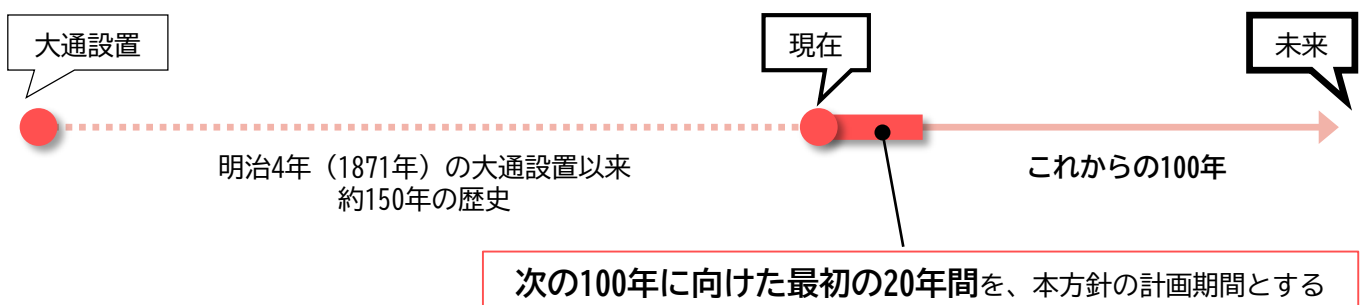 大通設置
現在
未来
明治4年（1871年）の大通設置以来
約150年の歴史
これからの100年
次の100年に向けた最初の20年間を、本方針の計画期間とする